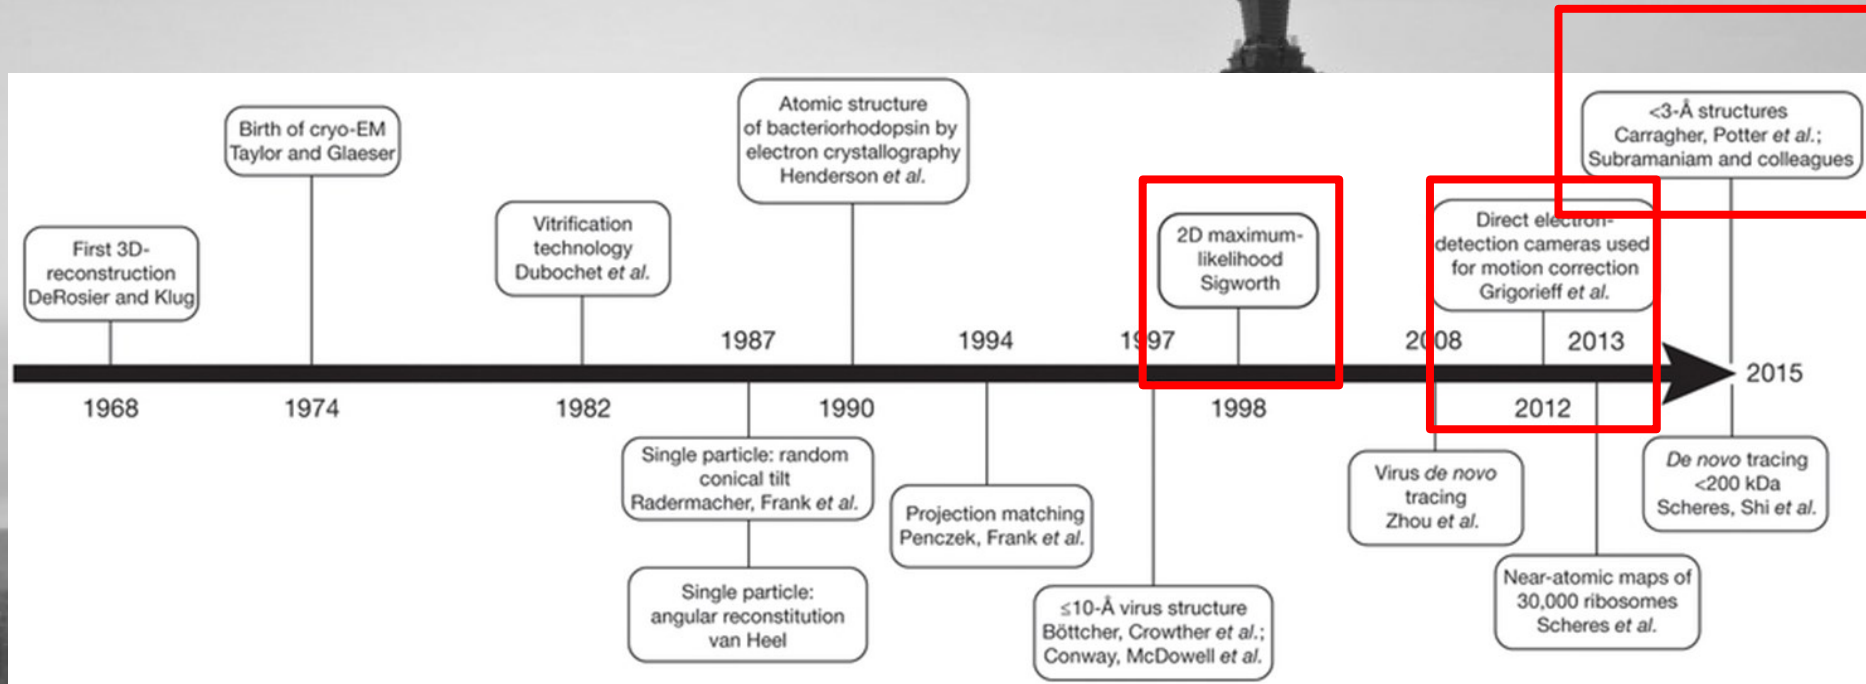 First 3D-
reconstruction
DeRosier and Klug
Birth of cryo-EM
Taylor and Glaeser
Vitrification
technology
Dubochet et al.
Atomic structure
of bacteriorhodopsin by
electron crystallography
Henderson et al.
2D maximum-
likelihood
Sigworth
Direct electron-
detection cameras used
for motion correction
Grigorieff et al.
<3-Å structures
Carragher, Potter et al.;
Subramaniam and colleagues
1987
1994
1997
2008
2013
2015
1968
1974
1982
1990
1998
2012
Single particle: random
conical tilt
Radermacher, Frank et al.
Single particle:
angular reconstitution
van Heel
Projection matching
Penczek, Frank et al.
≤10-Å virus structure
Böttcher, Crowther et al.;
Conway, McDowell et al.
Virus de novo
tracing
Zhou et al.
Near-atomic maps of
30,000 ribosomes
Scheres et al.
De novo tracing
<200 kDa
Scheres, Shi et al.